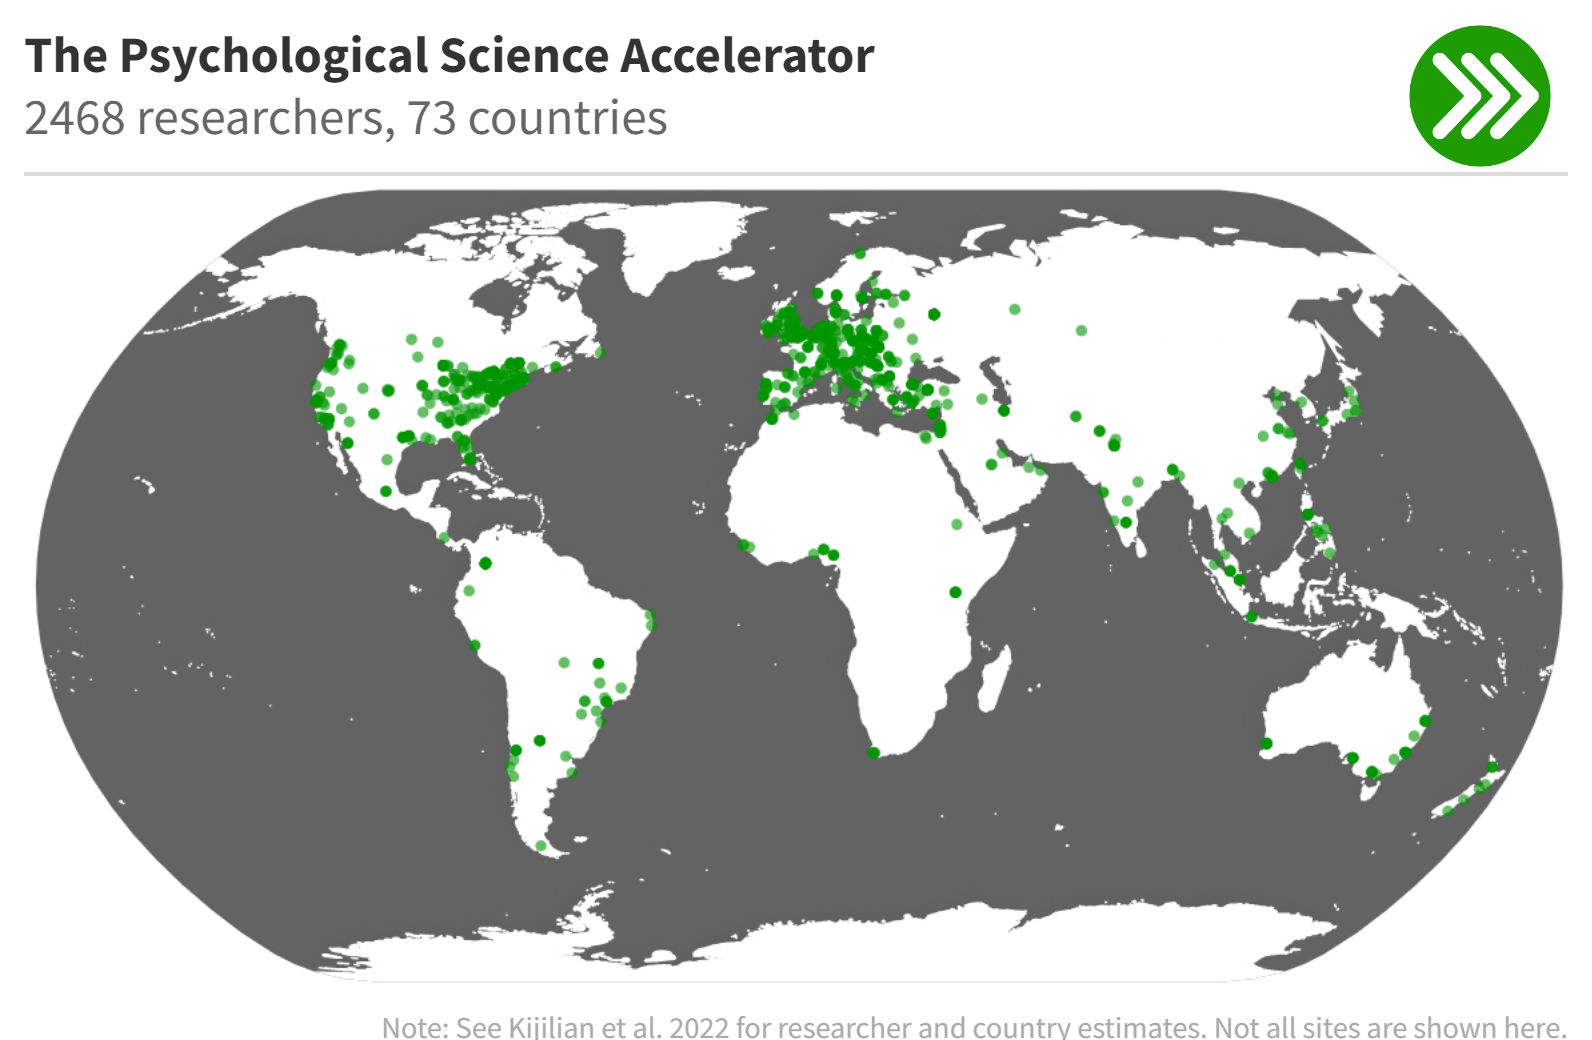 The Psychological Science Accelerator
2468 researchers, 73 countries
Note: See Kijilian et al. 2022 for researcher and country estimates. Not all sites are shown here.